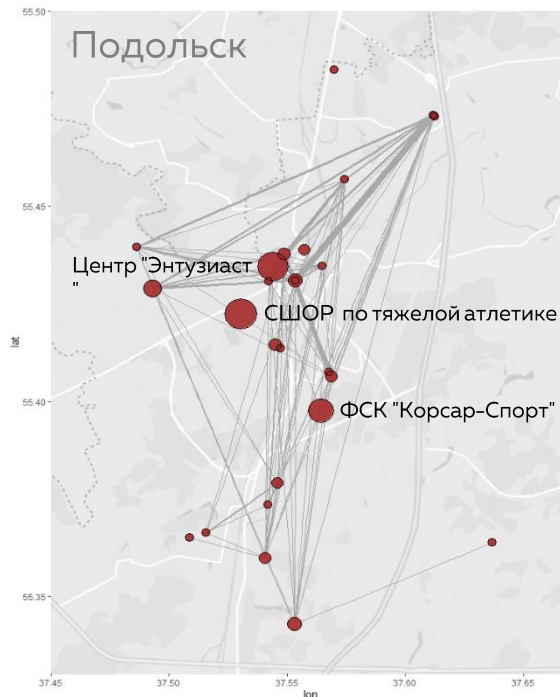 55.50
Подольск
55.45
Центр "Энтузиаст
"
СШОР по тяжелой атлетике
lat
55.40
ФСК "Корсар-Спорт"
55.35
37.45 37.50 37.55 37.60 37.65
lon